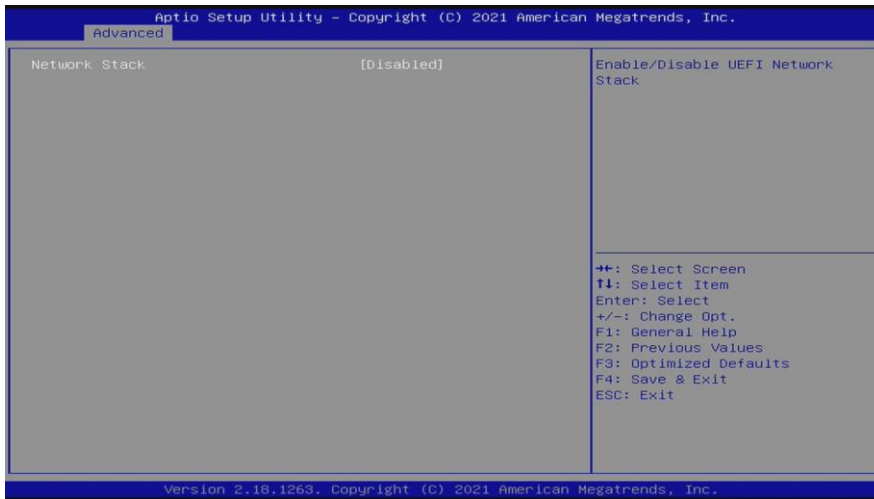 Aptio Setup Utility – Copyright (C) 2021 American Megatrends, Inc.
Advanced
Network Stack [Disabled]
Enable/Disable UEFI Network
Stack
→←: Select Screen
↑↓: Select Item
Enter: Select
+/-: Change Opt.
F1: General Help
F2: Previous Values
F3: Optimized Defaults
F4: Save & Exit
ESC: Exit
Version 2.18.1263. Copyright (C) 2021 American Megatrends, Inc.